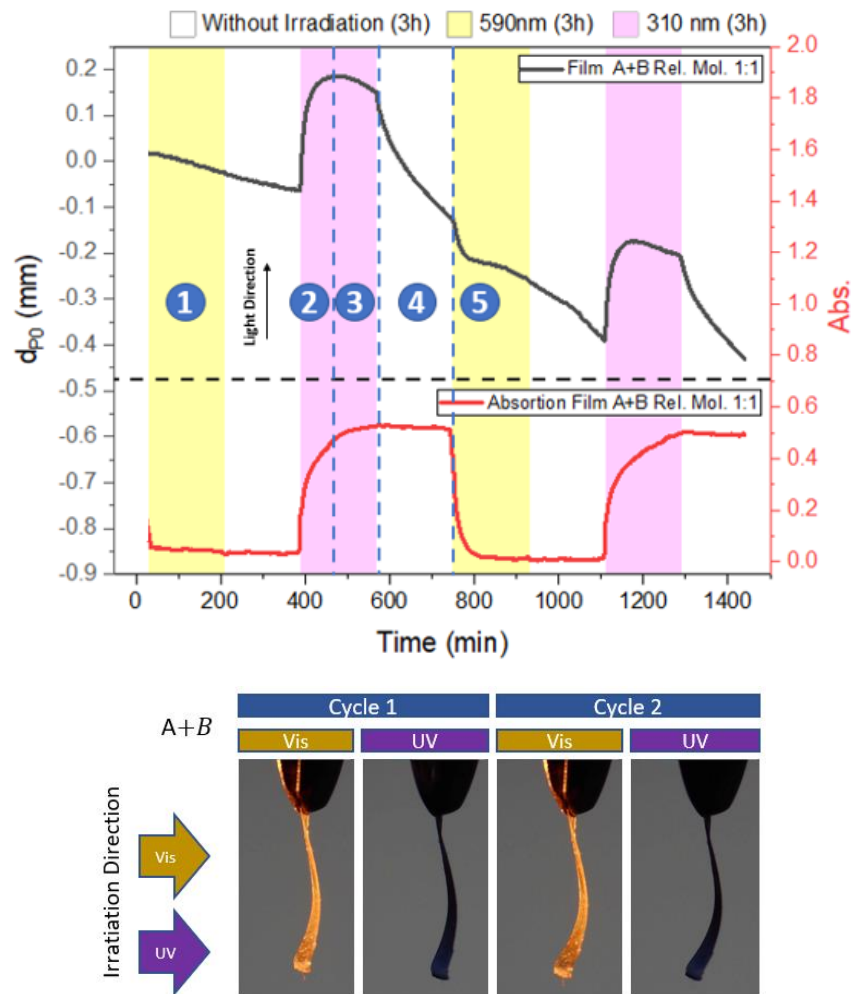 Without Irradiation (3h) 590nm (3h) 310 nm (3h)
Film A+B Rel. Mol. 1:1
0.2
0.1
0.0
-0.1
-0.2
-0.3
-0.4
-0.5
-0.6
-0.7
-0.8
-0.9
d_P0 (mm)
Light Direction
1
2
3
4
5
2.0
1.8
1.6
1.4
1.2
1.0
0.8
0.6
0.4
0.2
0.0
Abs.
Absortion Film A+B Rel. Mol. 1:1
0 200 400 600 800 1000 1200 1400
Time (min)
A+B
Cycle 1 Cycle 2
Vis UV Vis UV
Irratiation Direction
Vis
UV